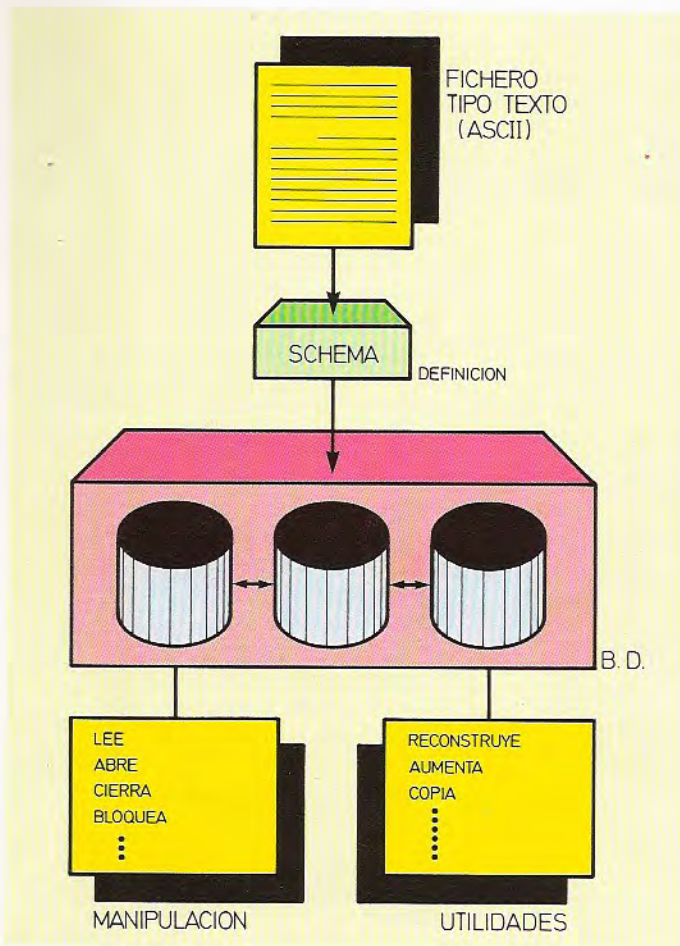 FICHERO
TIPO TEXTO
(ASCII)
SCHEMA
DEFINICION
B. D.
LEE
ABRE
CIERRA
BLOQUEA
MANIPULACION
RECONSTRUYE
AUMENTA
COPIA
UTILIDADES